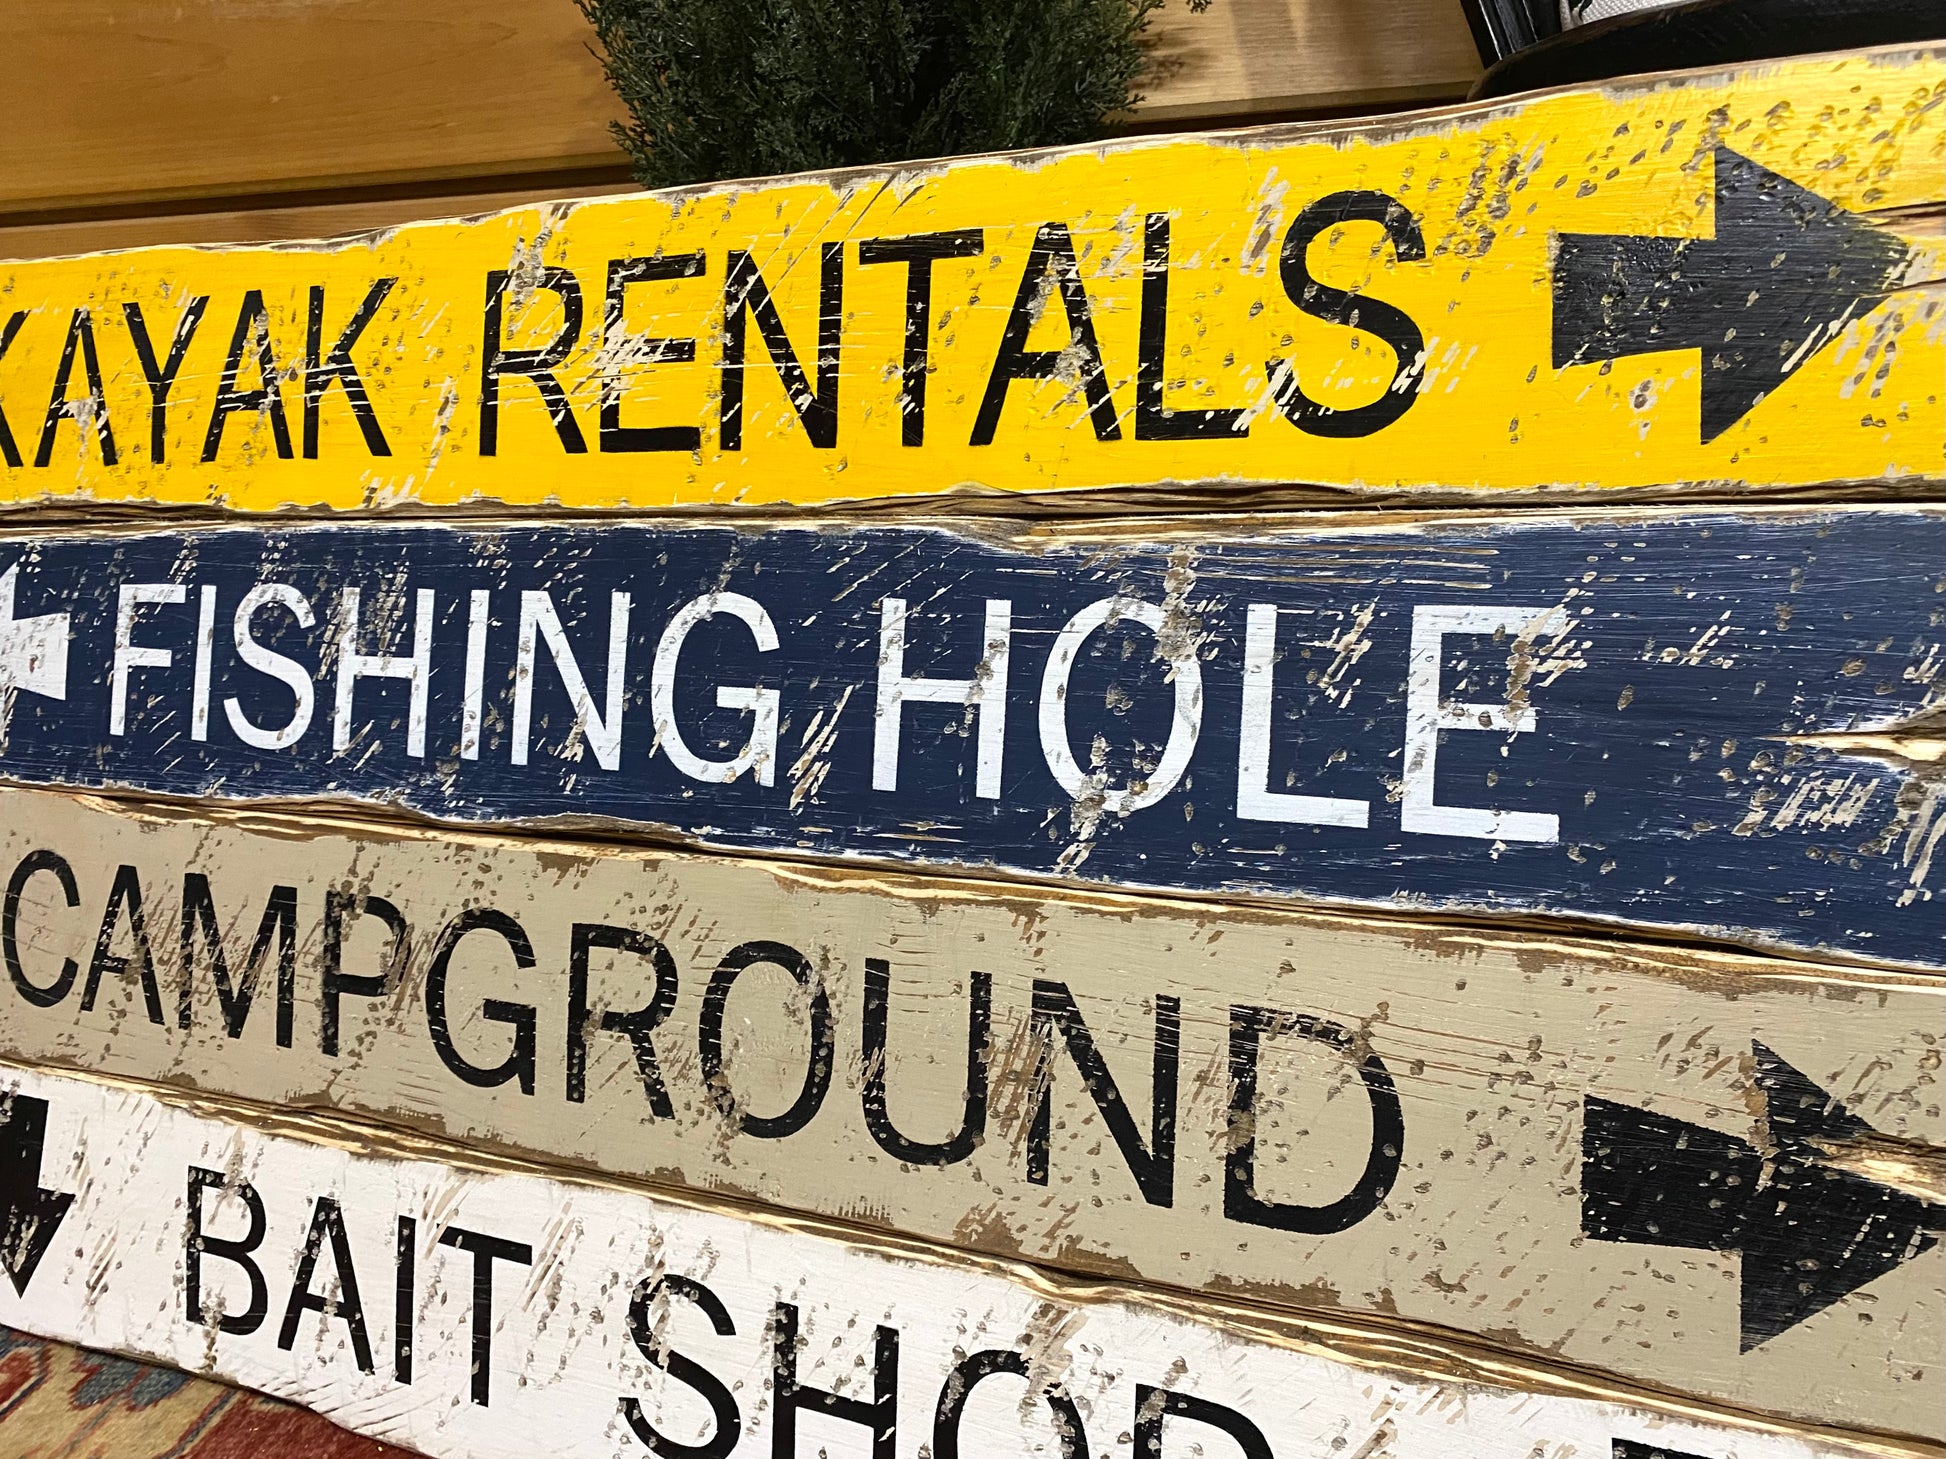 KAYAK RENTALS
FISHING HOLE
CAMPGROUND
BAIT SHOP